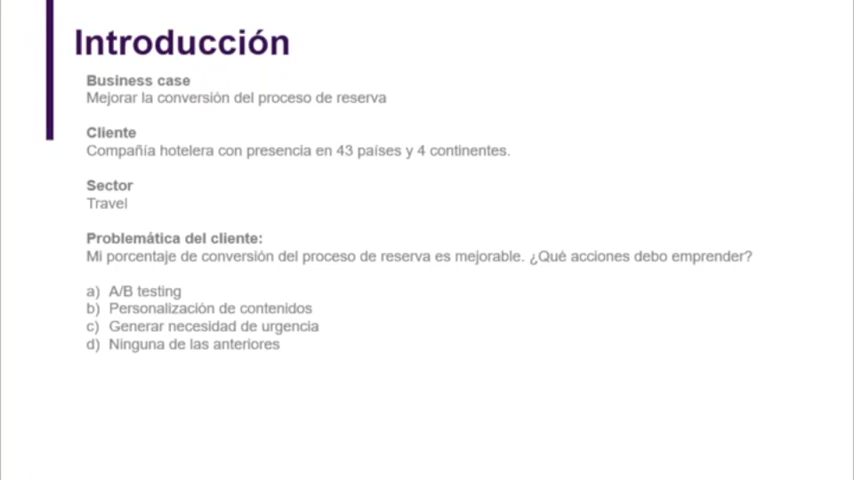 Introducción
Business case
Mejorar la conversión del proceso de reserva
Cliente
Compañía hotelera con presencia en 43 países y 4 continentes.
Sector
Travel
Problemática del cliente:
Mi porcentaje de conversión del proceso de reserva es mejorable. ¿Qué acciones debo emprender?
a) A/B testing
b) Personalización de contenidos
c) Generar necesidad de urgencia
d) Ninguna de las anteriores